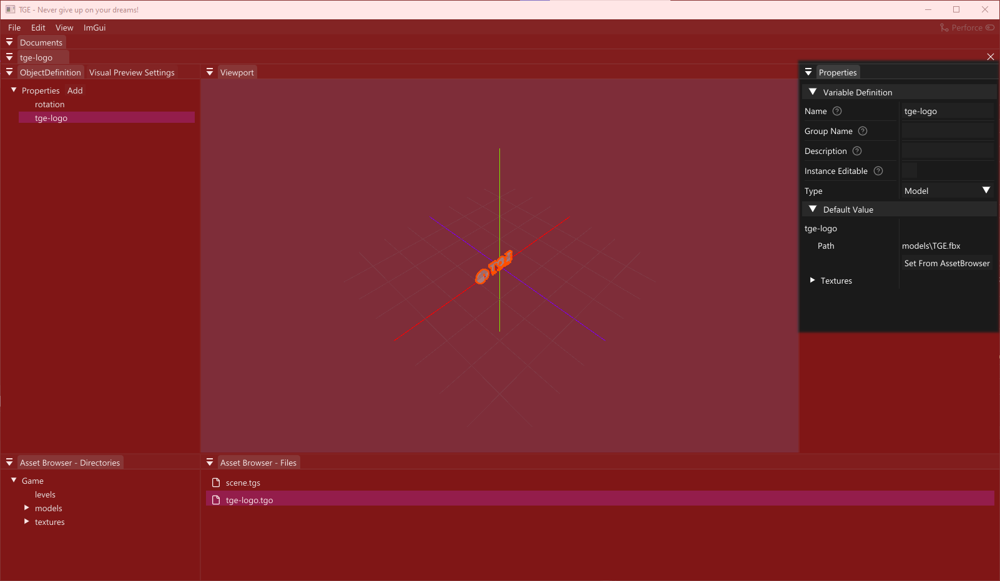 TGE - Never give up on your dreams!
File Edit View ImGui Perforce
Documents
tge-logo
ObjectDefinition Visual Preview Settings
Properties Add
rotation
tge-logo
Viewport
TGE
Properties
Variable Definition
Name tge-logo
Group Name
Description
Instance Editable
Type Model
Default Value
tge-logo
Path models\TGE.fbx
Set From AssetBrowser
Textures
Asset Browser - Directories
Game
levels
models
textures
Asset Browser - Files
scene.tgs
tge-logo.tgo